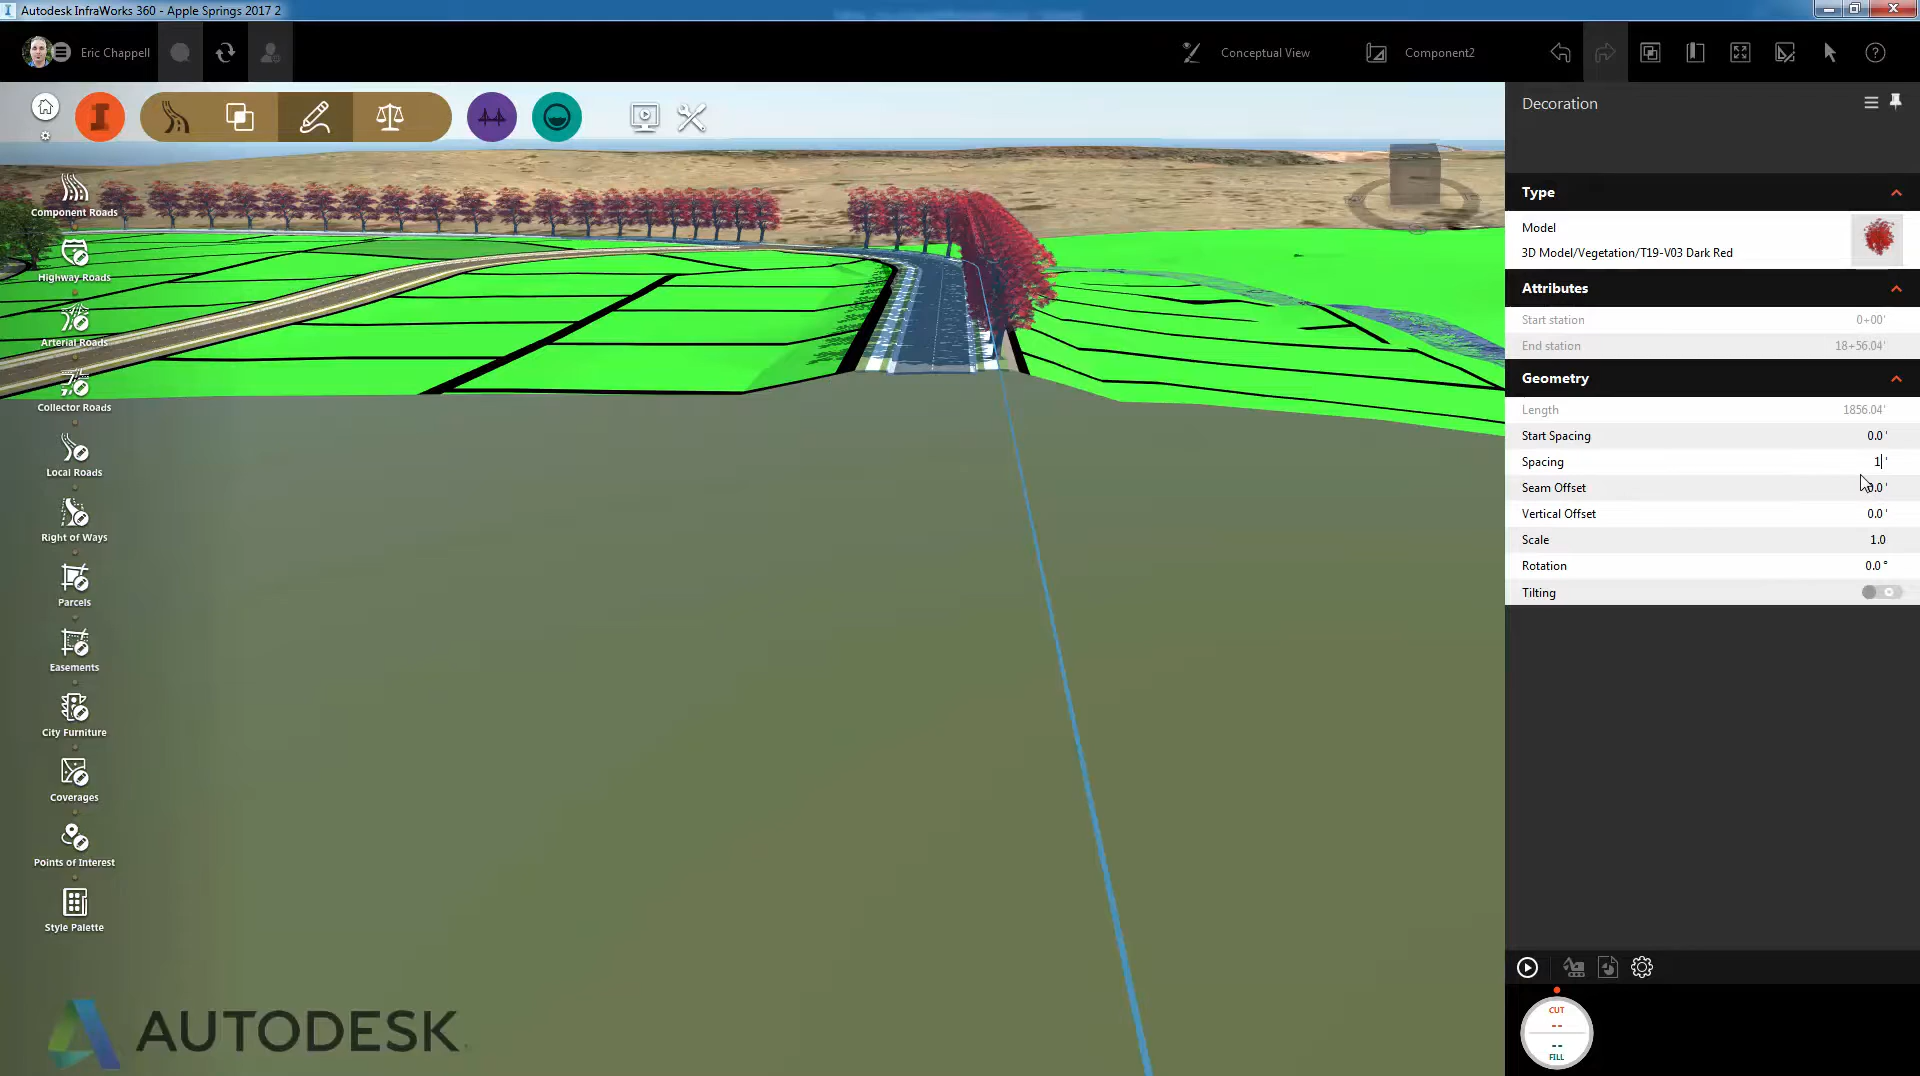 Autodesk InfraWorks 360 - Apple Springs 2017 2
Eric Chappell
Conceptual View
Component2
Component Roads
Highway Roads
Arterial Roads
Collector Roads
Local Roads
Right of Ways
Parcels
Easements
City Furniture
Coverages
Points of Interest
Style Palette
AUTODESK
Decoration
Type
Model
3D Model/Vegetation/T19-V03 Dark Red
Attributes
Start station 0+00'
End station 18+56.04'
Geometry
Length 1856.04'
Start Spacing 0.0 '
Spacing 1 '
Seam Offset 0.0 '
Vertical Offset 0.0 '
Scale 1.0
Rotation 0.0 °
Tilting
CUT
--
--
FILL